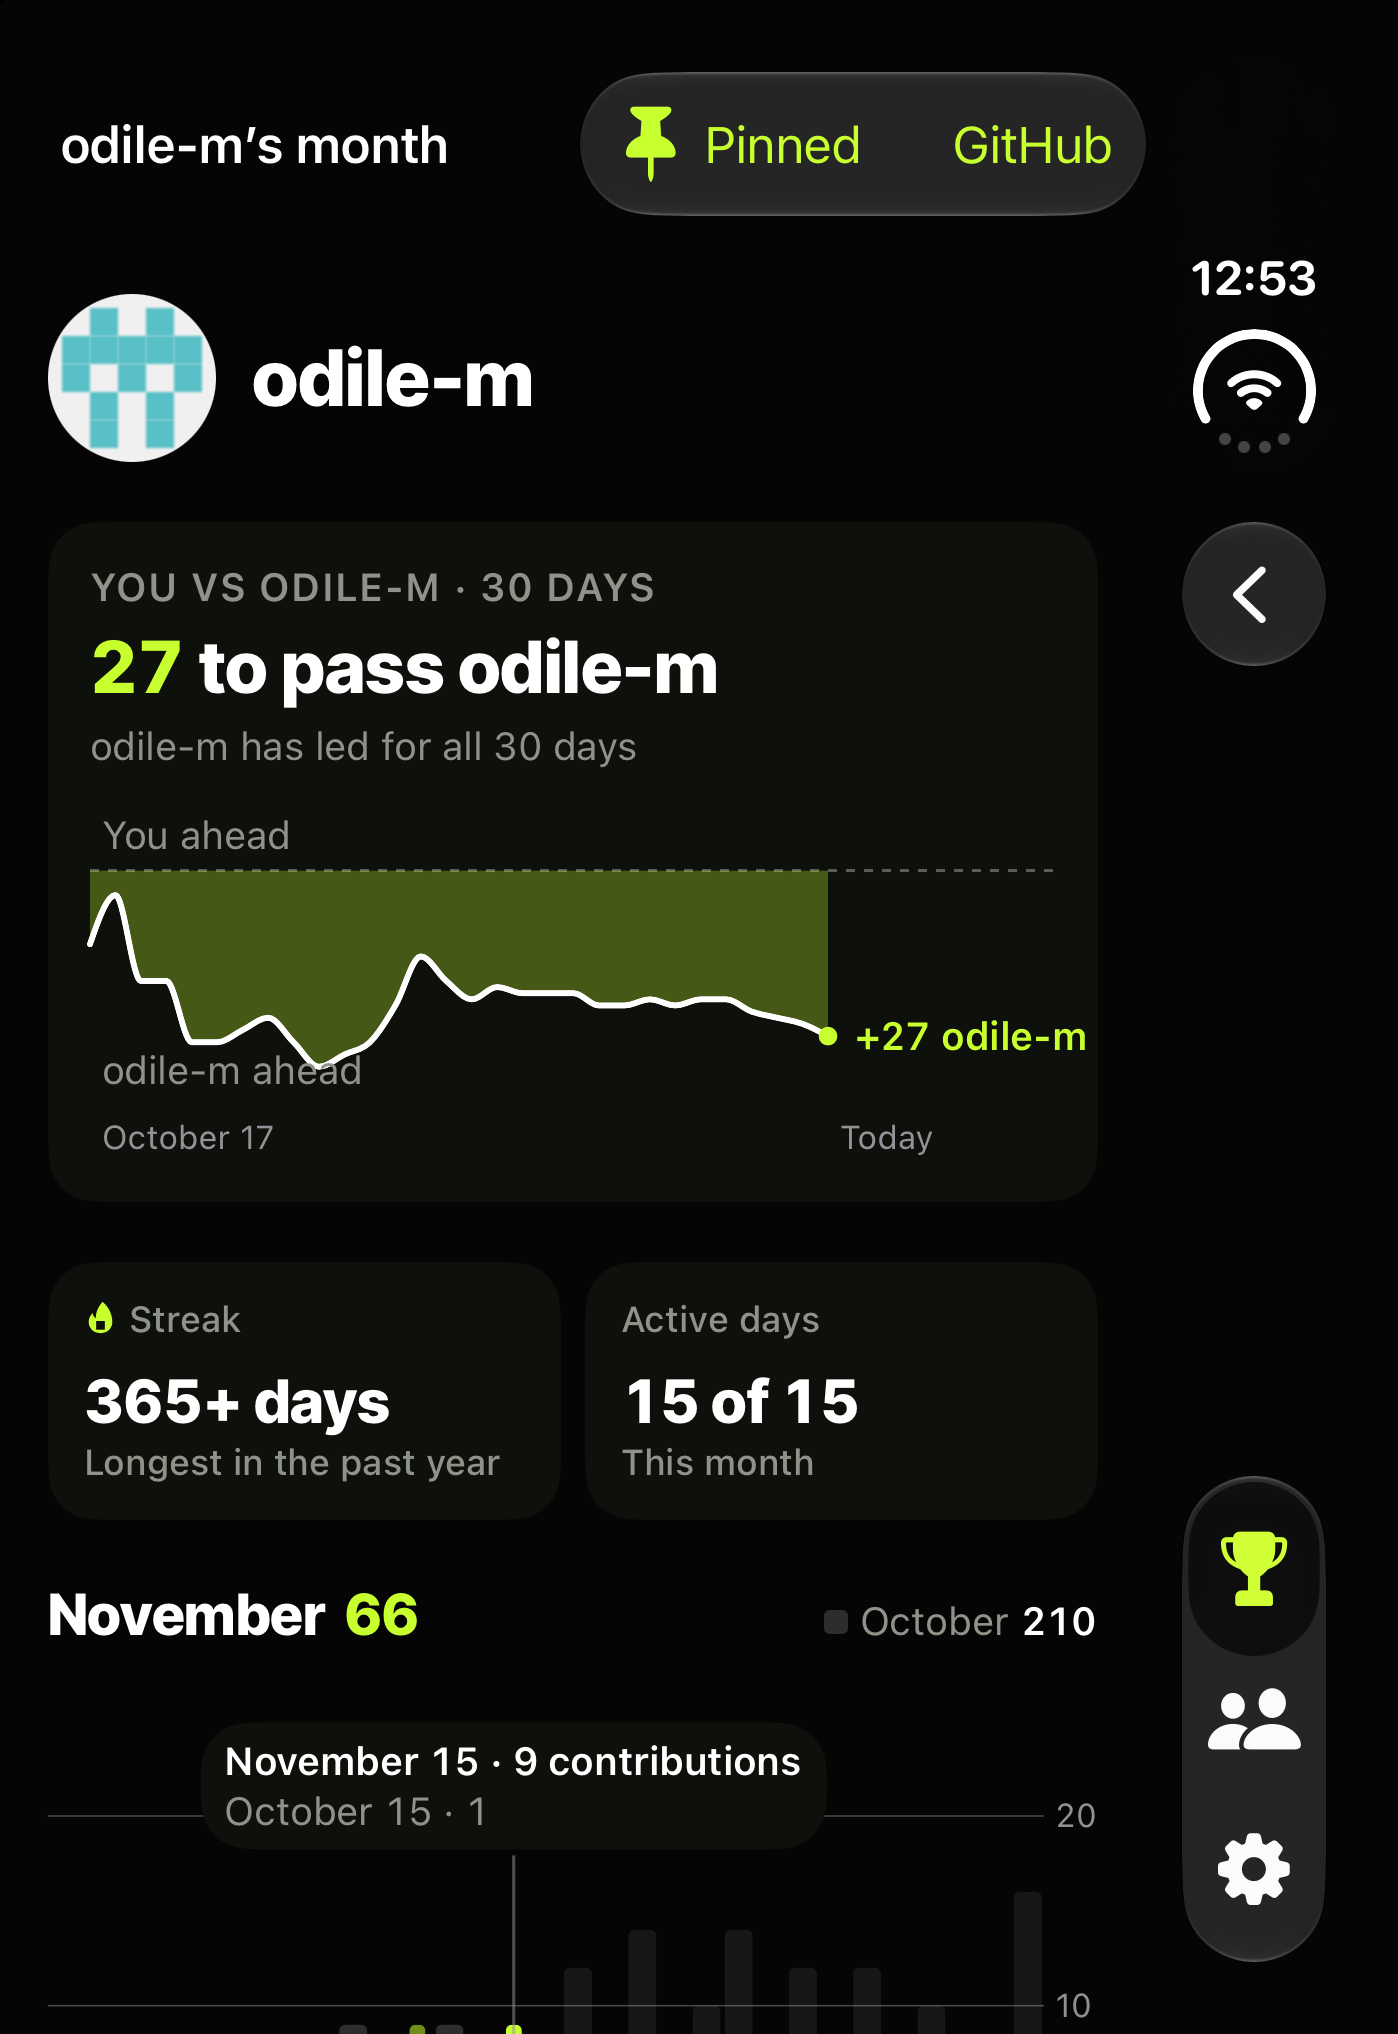 odile-m’s month
Pinned
GitHub
12:53
odile-m
YOU VS ODILE-M · 30 DAYS
27 to pass odile-m
odile-m has led for all 30 days
You ahead
+27 odile-m
odile-m ahead
October 17
Today
Streak
365+ days
Longest in the past year
Active days
15 of 15
This month
November 66
October 210
November 15 · 9 contributions
October 15 · 1
20
10